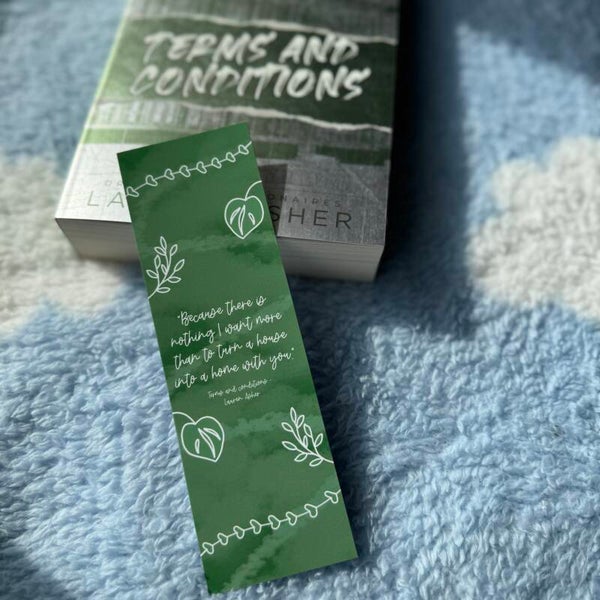 TERMS AND
CONDITIONS
LA
ONAIRES
SHER
"Because there is
nothing I want more
than to turn a house
into a home with you."
Terms and conditions -
Lauren Asher